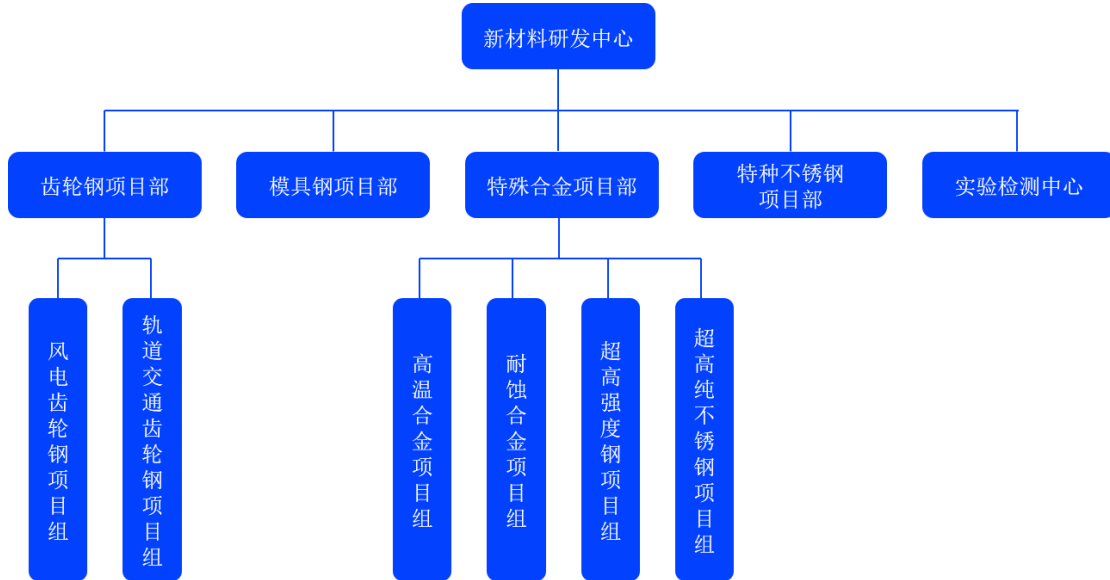 新材料研发中心
齿轮钢项目部
模具钢项目部
特殊合金项目部
特种不锈钢
项目部
实验检测中心
风电齿轮钢项目组
轨道交通齿轮钢项目组
高温合金项目组
耐蚀合金项目组
超高强度钢项目组
超高纯不锈钢项目组